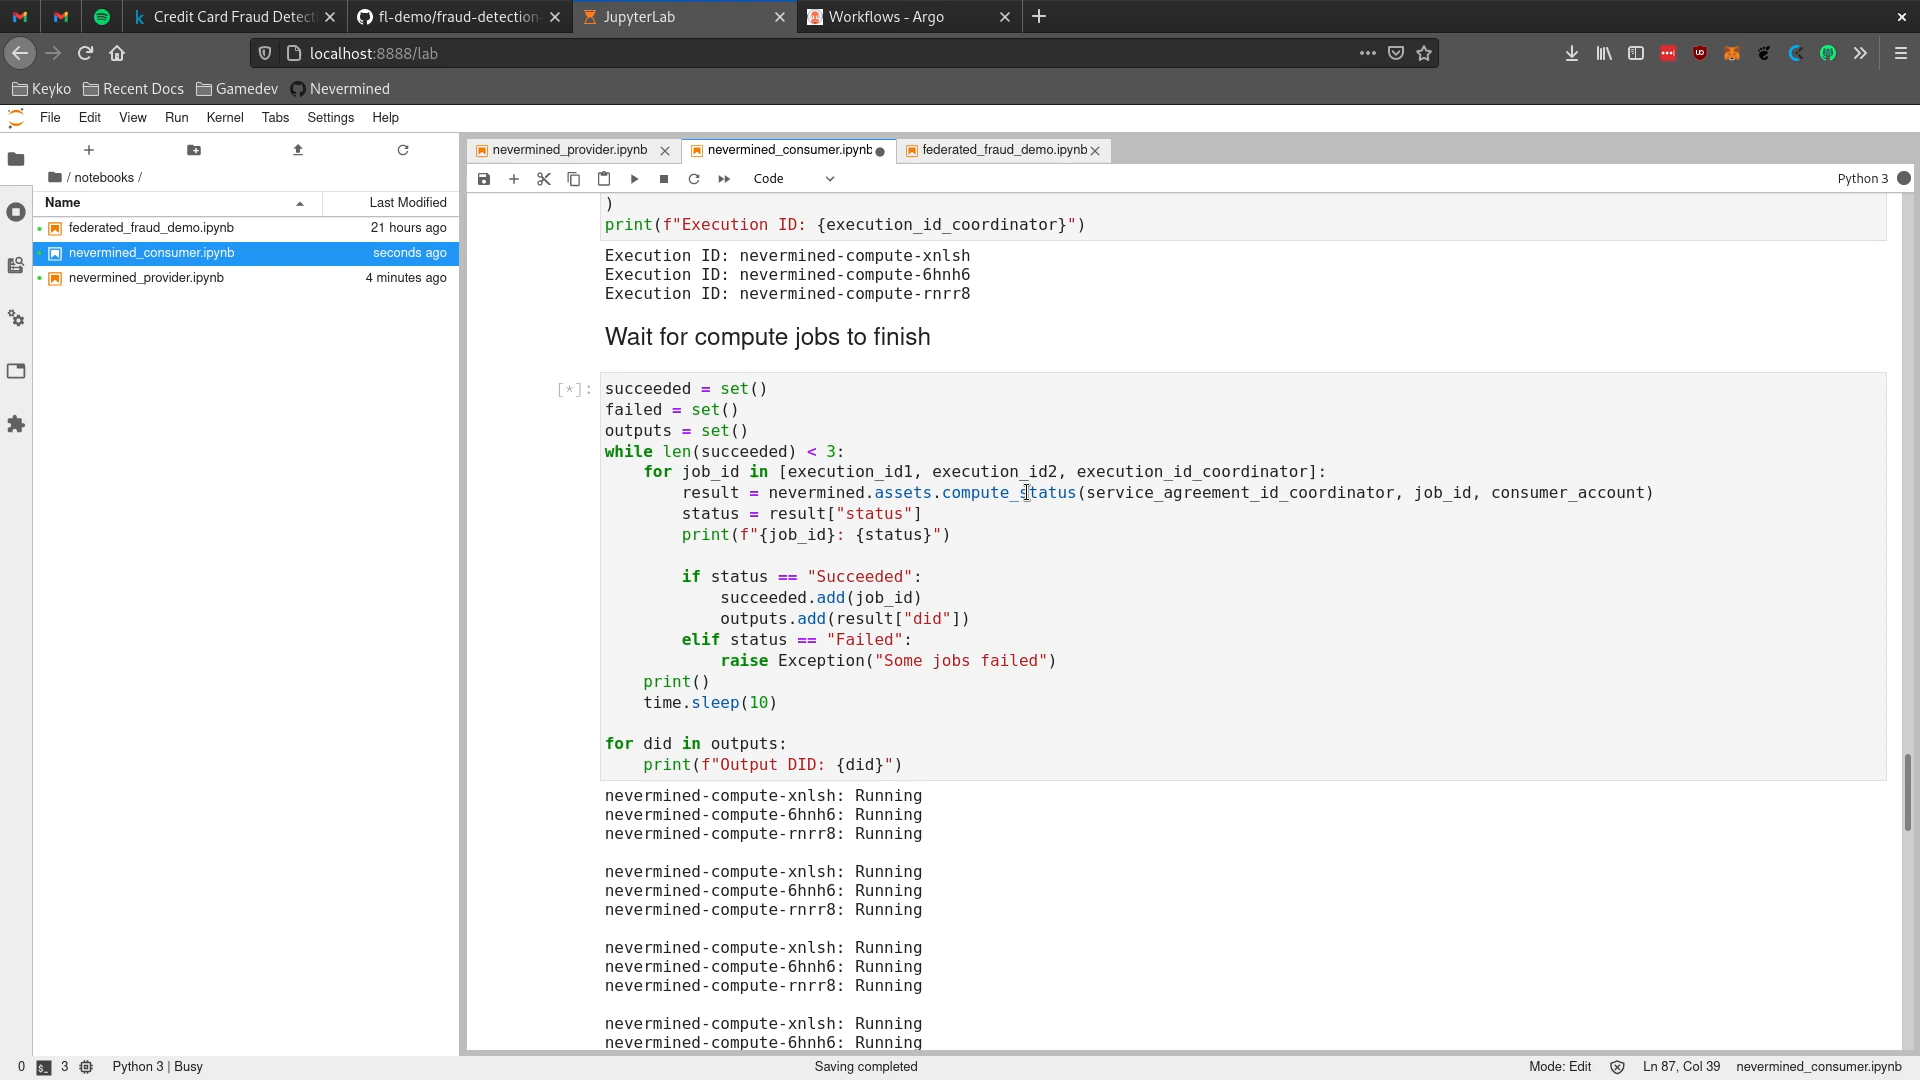 Credit Card Fraud Detecti
fl-demo/fraud-detection-
JupyterLab
Workflows - Argo
localhost:8888/lab
Keyko
Recent Docs
Gamedev
Nevermined
File
Edit
View
Run
Kernel
Tabs
Settings
Help
/ notebooks /
Name
Last Modified
federated_fraud_demo.ipynb
21 hours ago
nevermined_consumer.ipynb
seconds ago
nevermined_provider.ipynb
4 minutes ago
nevermined_provider.ipynb
nevermined_consumer.ipynb
federated_fraud_demo.ipynb
Code
Python 3
)
print(f"Execution ID: {execution_id_coordinator}")
Execution ID: nevermined-compute-xnlsh
Execution ID: nevermined-compute-6hnh6
Execution ID: nevermined-compute-rnrr8
Wait for compute jobs to finish
[*]:
succeeded = set()
failed = set()
outputs = set()
while len(succeeded) < 3:
    for job_id in [execution_id1, execution_id2, execution_id_coordinator]:
        result = nevermined.assets.compute_status(service_agreement_id_coordinator, job_id, consumer_account)
        status = result["status"]
        print(f"{job_id}: {status}")
        if status == "Succeeded":
            succeeded.add(job_id)
            outputs.add(result["did"])
        elif status == "Failed":
            raise Exception("Some jobs failed")
    print()
    time.sleep(10)
for did in outputs:
    print(f"Output DID: {did}")
nevermined-compute-xnlsh: Running
nevermined-compute-6hnh6: Running
nevermined-compute-rnrr8: Running
nevermined-compute-xnlsh: Running
nevermined-compute-6hnh6: Running
nevermined-compute-rnrr8: Running
nevermined-compute-xnlsh: Running
nevermined-compute-6hnh6: Running
nevermined-compute-rnrr8: Running
nevermined-compute-xnlsh: Running
nevermined-compute-6hnh6: Running
0
3
Python 3 | Busy
Saving completed
Mode: Edit
Ln 87, Col 39
nevermined_consumer.ipynb